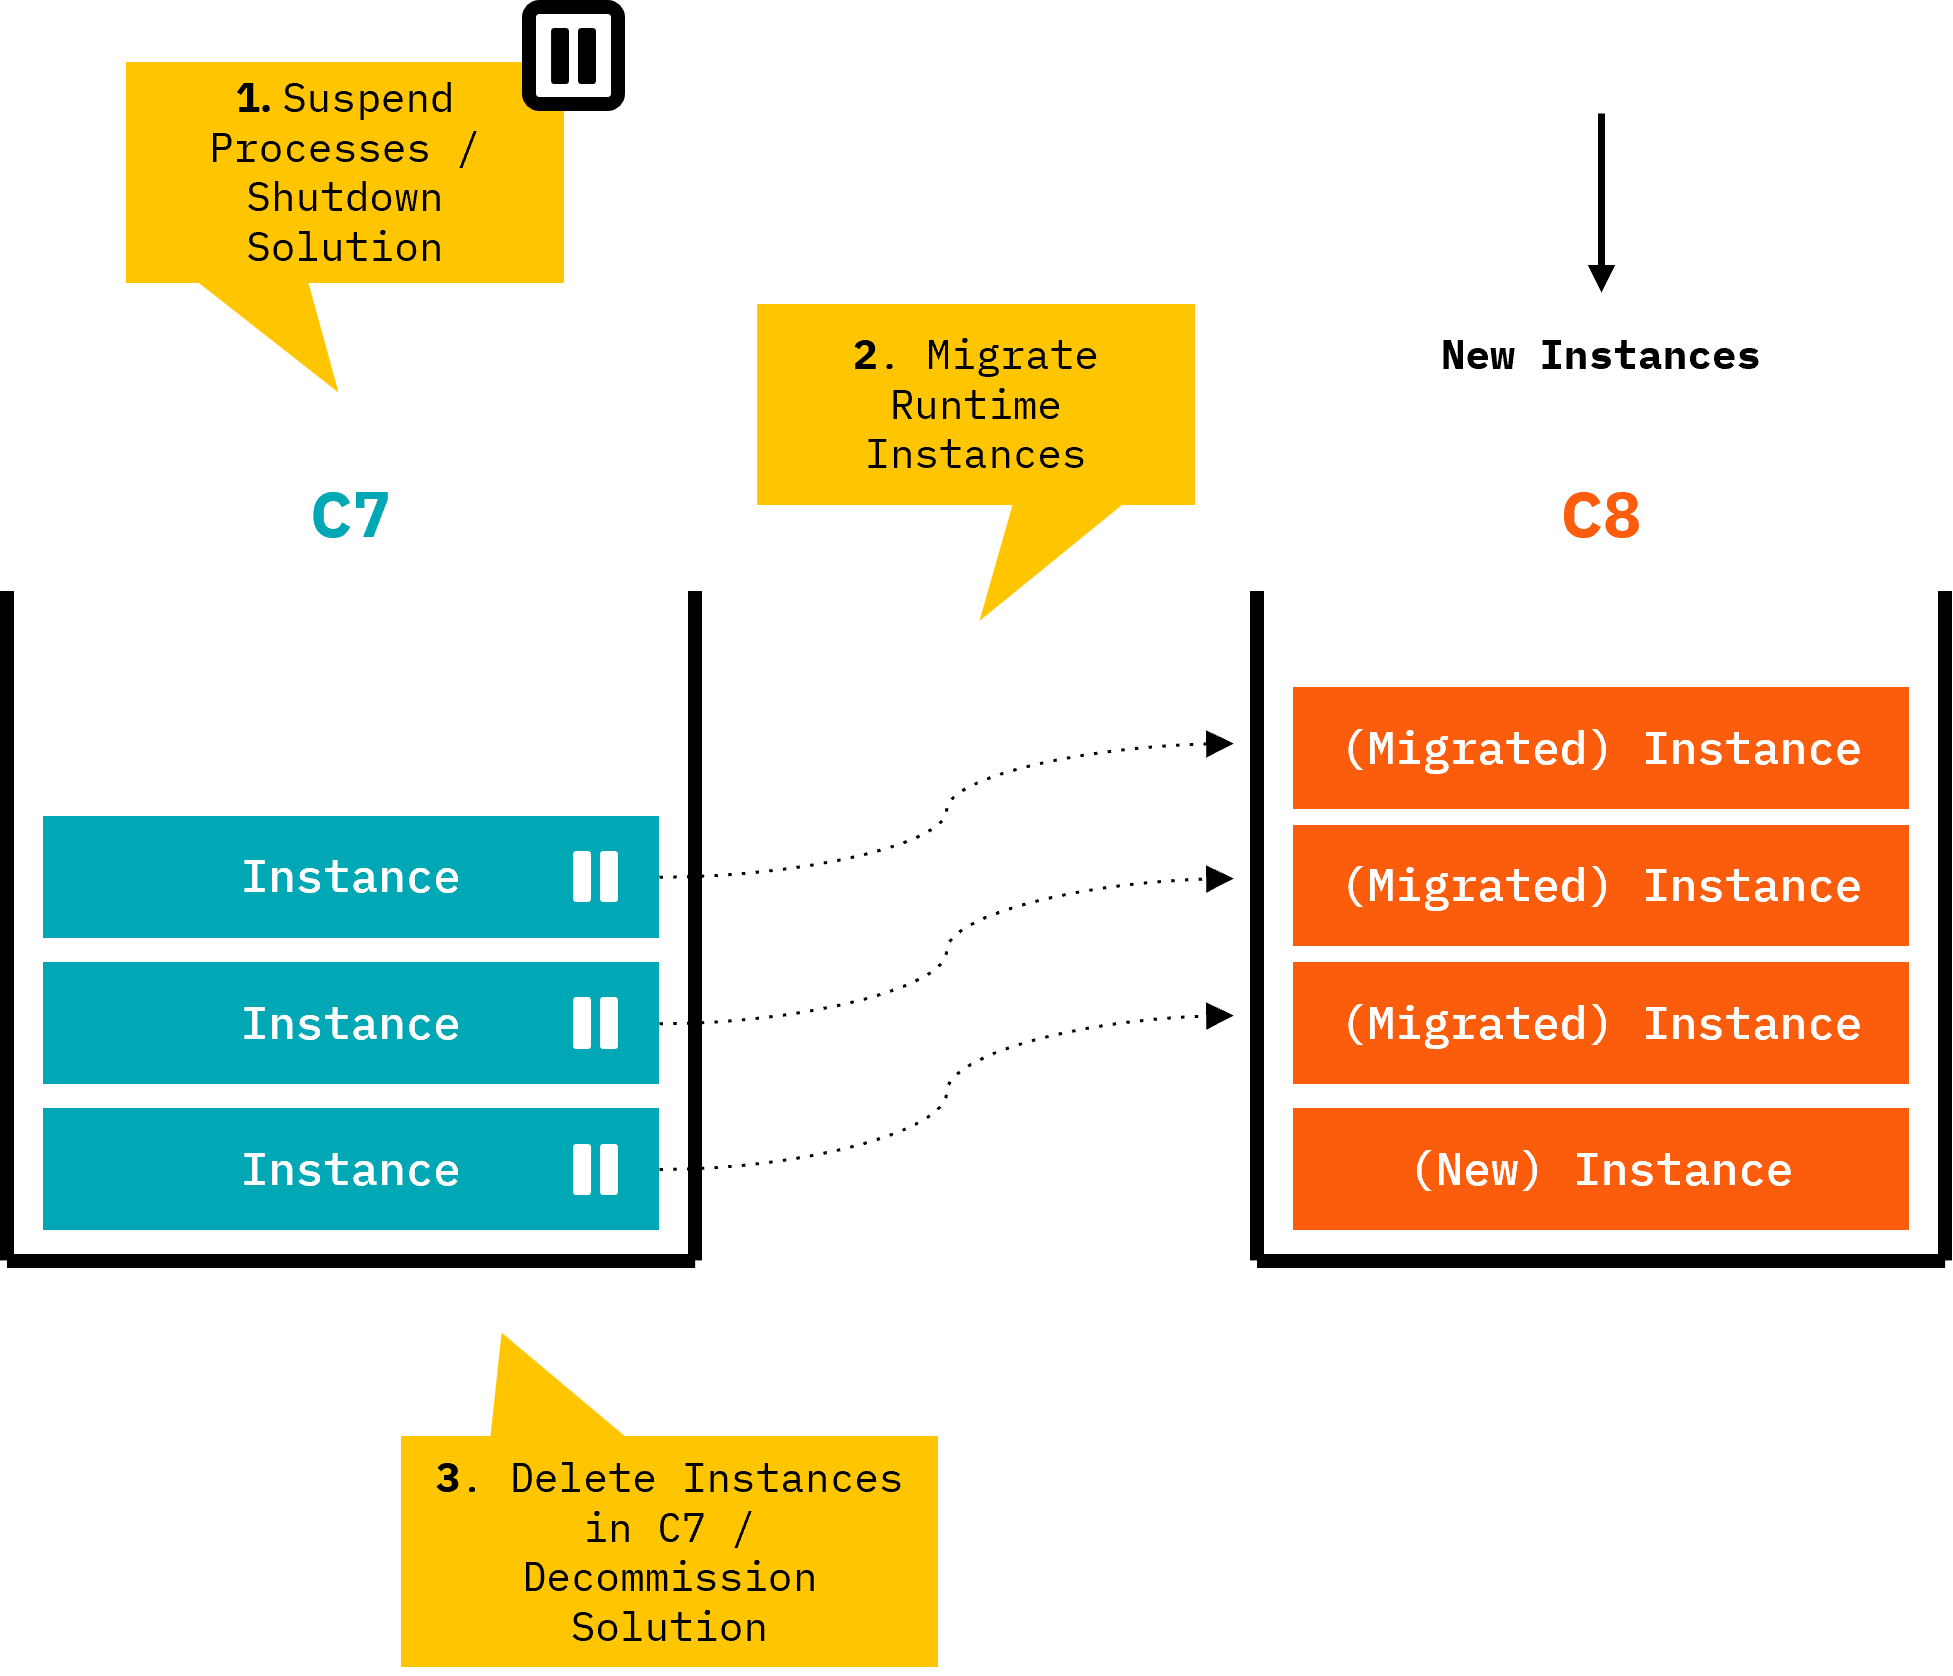 1. Suspend
Processes /
Shutdown
Solution
2. Migrate
Runtime
Instances
New Instances
C7
C8
Instance
Instance
Instance
(Migrated) Instance
(Migrated) Instance
(Migrated) Instance
(New) Instance
3. Delete Instances
in C7 /
Decommission
Solution